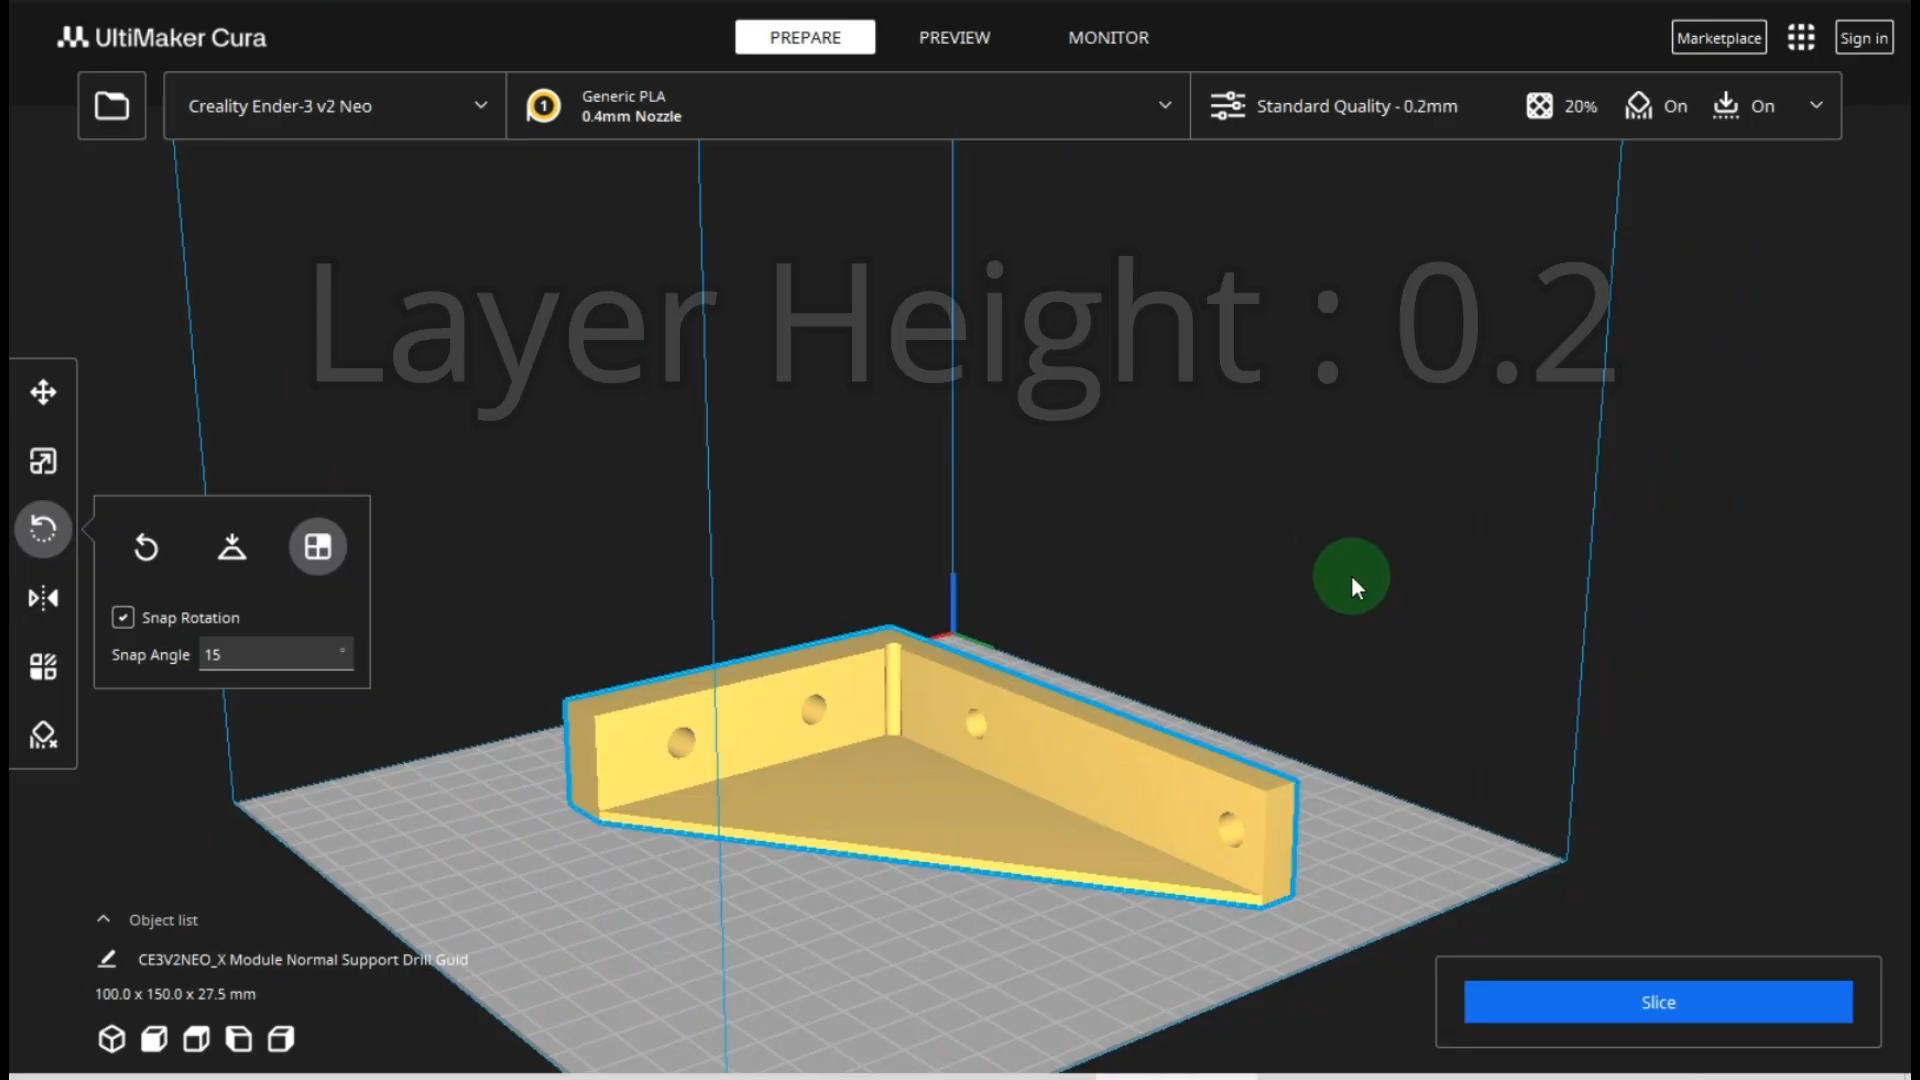 UltiMaker Cura
PREPARE
PREVIEW
MONITOR
Marketplace
Sign in
Creality Ender-3 v2 Neo
1
Generic PLA
0.4mm Nozzle
Standard Quality - 0.2mm
20%
On
On
Layer Height : 0.2
Snap Rotation
Snap Angle
15
°
Object list
CE3V2NEO_X Module Normal Support Drill Guid
100.0 x 150.0 x 27.5 mm
Slice